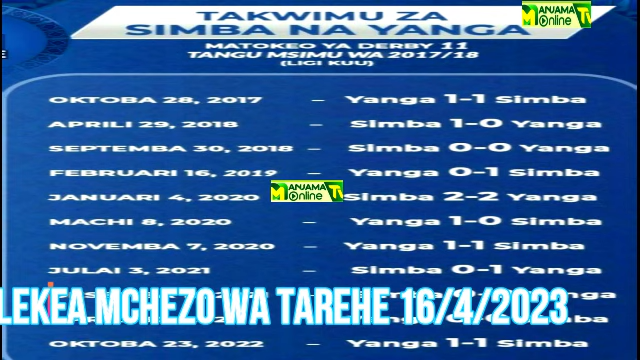 TAKWIMU ZA
MANJAMA Online TV
SIMBA NA YANGA
MATOKEO YA DERBY 11
TANGU MSIMU WA 2017/18
(LIGI KUU)
OKTOBA 28, 2017 – Yanga 1-1 Simba
APRILI 29, 2018 – Simba 1-0 Yanga
SEPTEMBA 30, 2018 – Simba 0-0 Yanga
FEBRUARI 16, 2019 – Yanga 0-1 Simba
MANJAMA Online TV
JANUARI 4, 2020 Simba 2-2 Yanga
MACHI 8, 2020 – Yanga 1-0 Simba
NOVEMBA 7, 2020 – Yanga 1-1 Simba
JULAI 3, 2021 – Simba 0-1 Yanga
LEKEA MCHEZO WA TAREHE 16/4/2023
OKTOBA 23, 2022 – Yanga 1-1 Simba